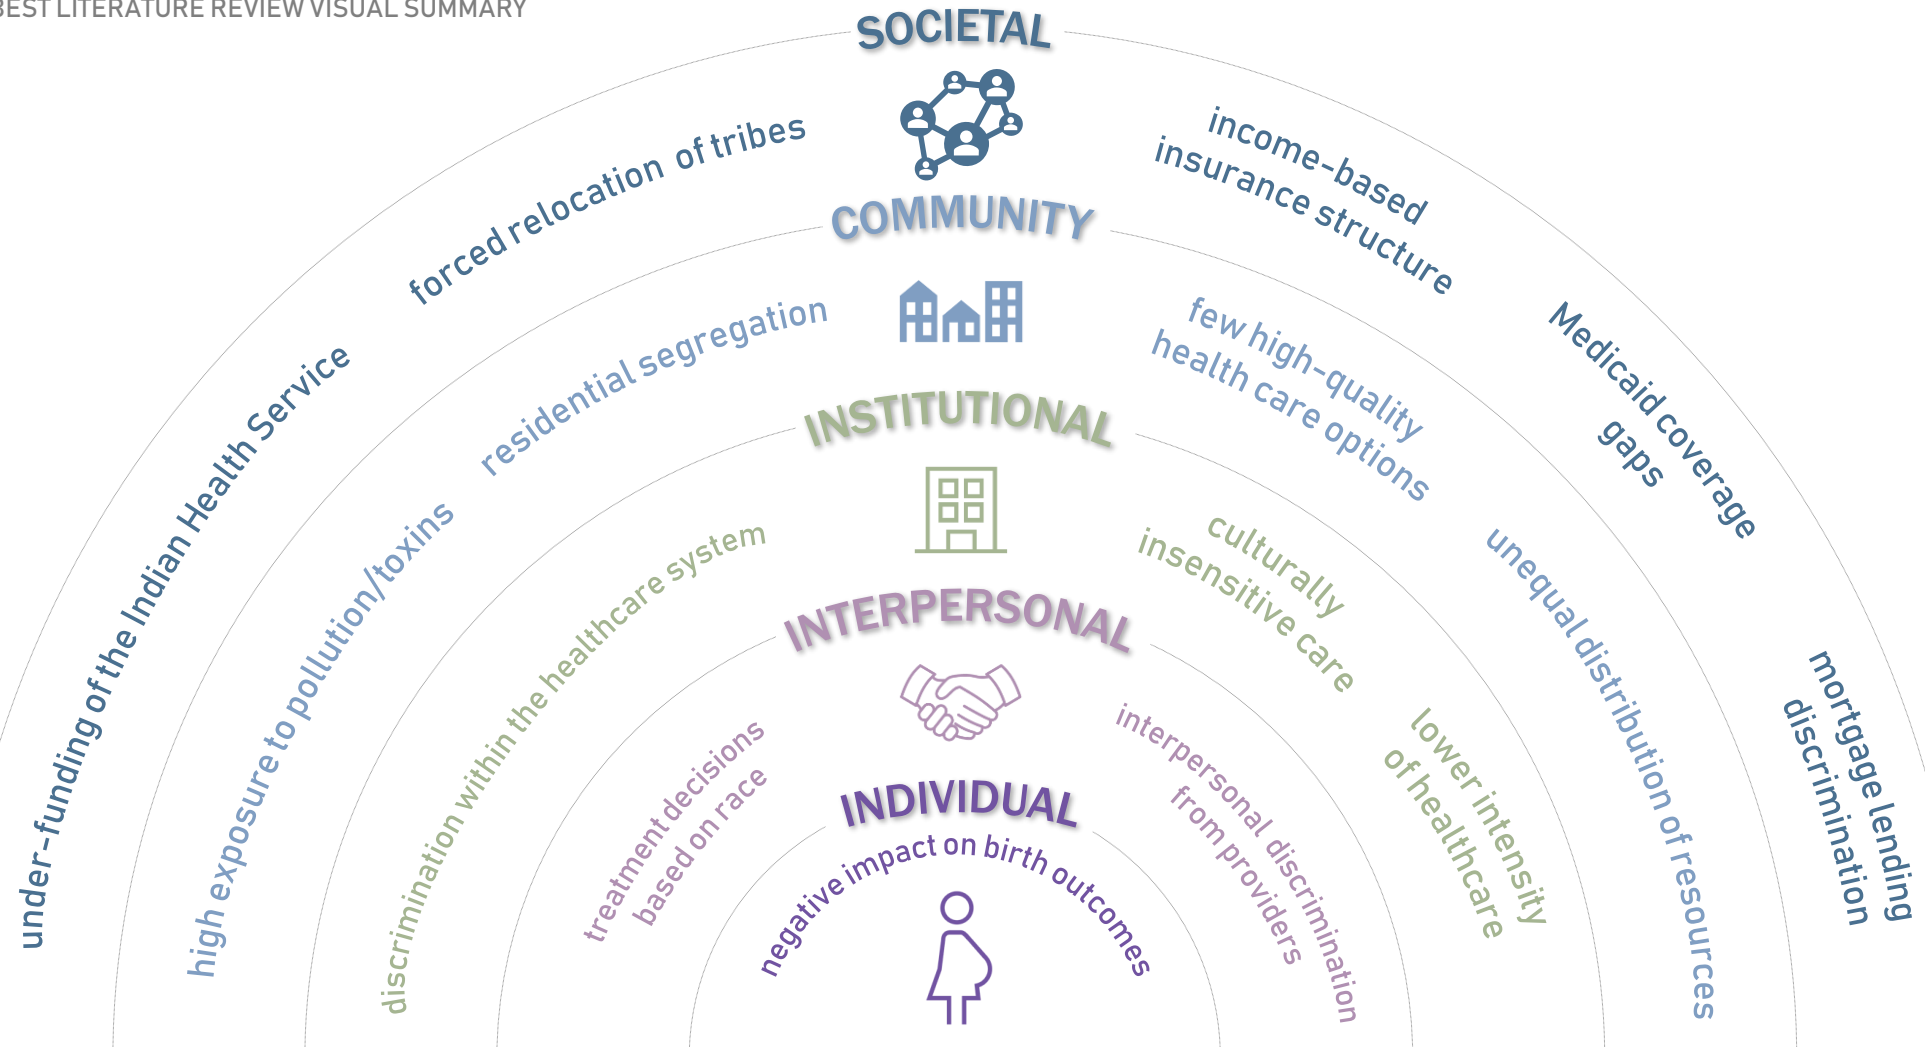 BEST LITERATURE REVIEW VISUAL SUMMARY
SOCIETAL
under-funding of the Indian Health Service
forced relocation of tribes
income-based
insurance structure
Medicaid coverage
gaps
mortgage lending
discrimination
COMMUNITY
high exposure to pollution/toxins
residential segregation
few high-quality
health care options
unequal distribution of resources
INSTITUTIONAL
discrimination within the healthcare system
culturally
insensitive care
lower intensity
of healthcare
INTERPERSONAL
treatment decisions
based on race
interpersonal discrimination
from providers
INDIVIDUAL
negative impact on birth outcomes